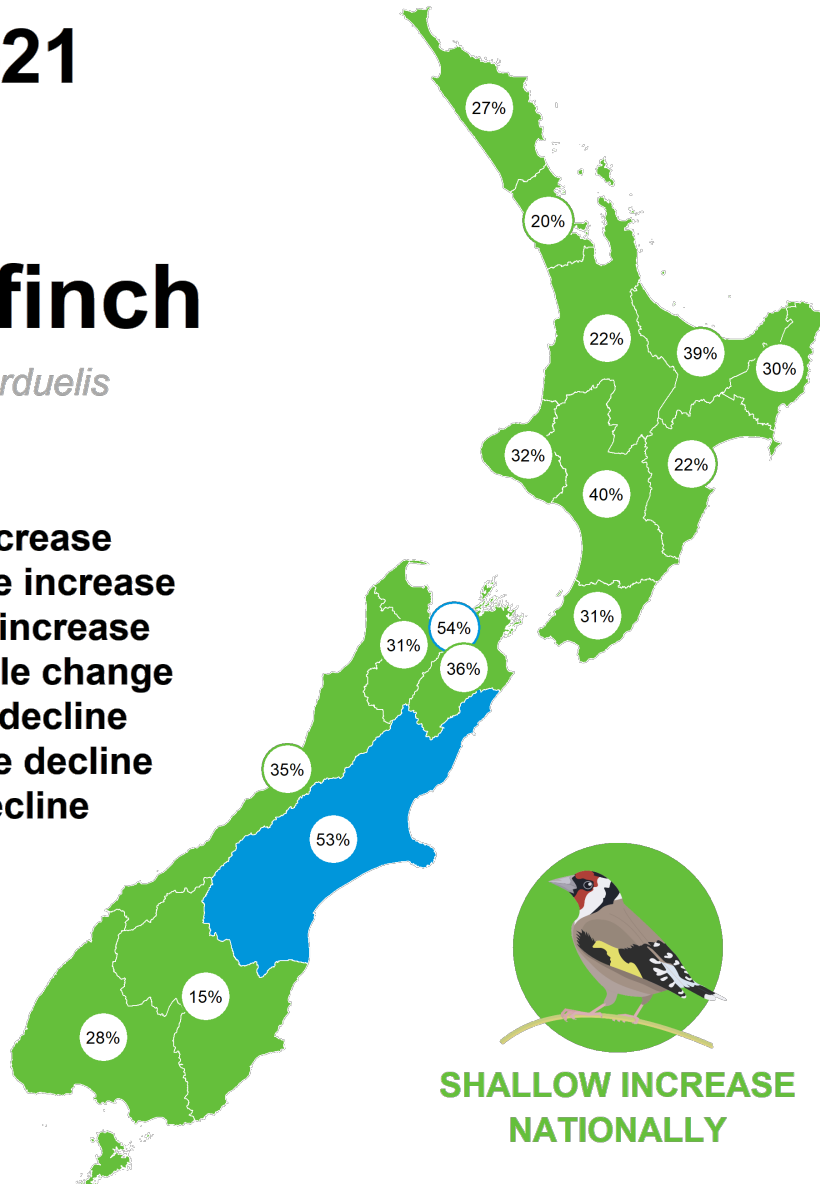 21
finch
rduelis
crease
e increase
increase
le change
decline
e decline
ecline
27%
20%
22%
39%
30%
32%
40%
22%
31%
54%
31%
36%
35%
53%
15%
28%
SHALLOW INCREASE
NATIONALLY